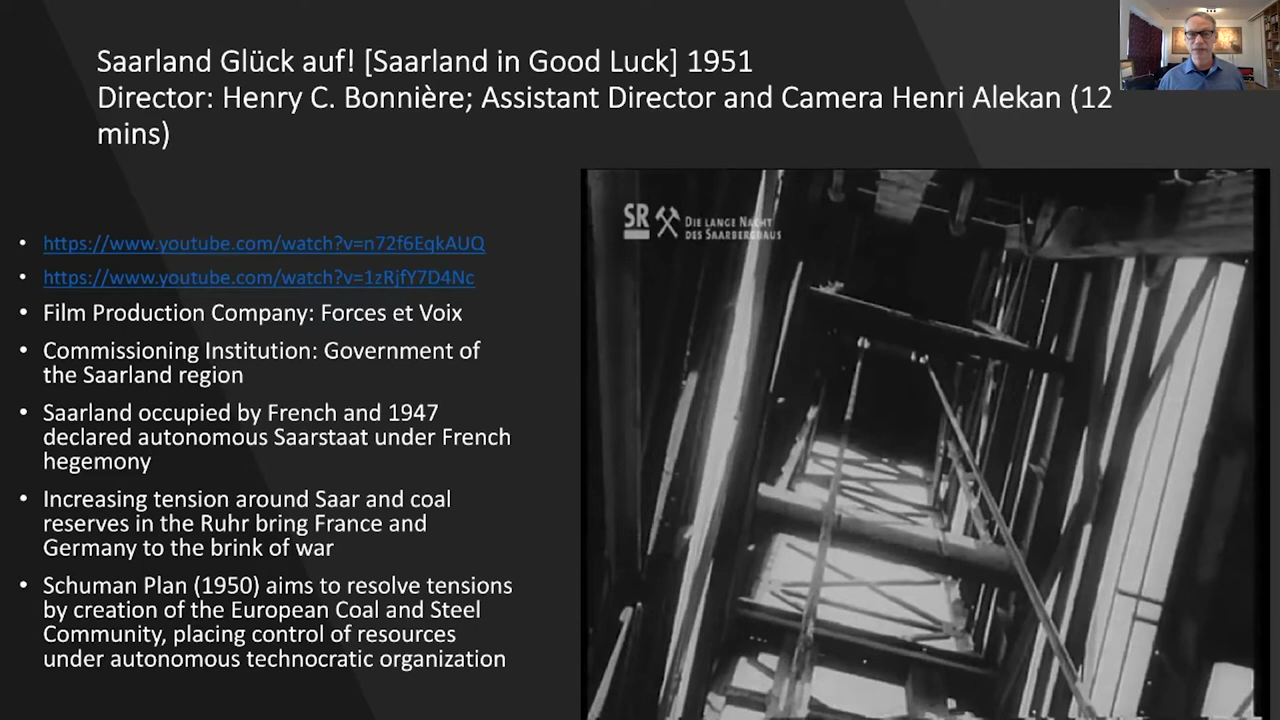 Saarland Glück auf! [Saarland in Good Luck] 1951
Director: Henry C. Bonnière; Assistant Director and Camera Henri Alekan (12
mins)
• https://www.youtube.com/watch?v=n72f6EqkAUQ
• https://www.youtube.com/watch?v=1zRjfY7D4Nc
• Film Production Company: Forces et Voix
• Commissioning Institution: Government of
the Saarland region
• Saarland occupied by French and 1947
declared autonomous Saarstaat under French
hegemony
• Increasing tension around Saar and coal
reserves in the Ruhr bring France and
Germany to the brink of war
• Schuman Plan (1950) aims to resolve tensions
by creation of the European Coal and Steel
Community, placing control of resources
under autonomous technocratic organization
SR DIE LANGE NACHT
DES SAARBERGBAUS